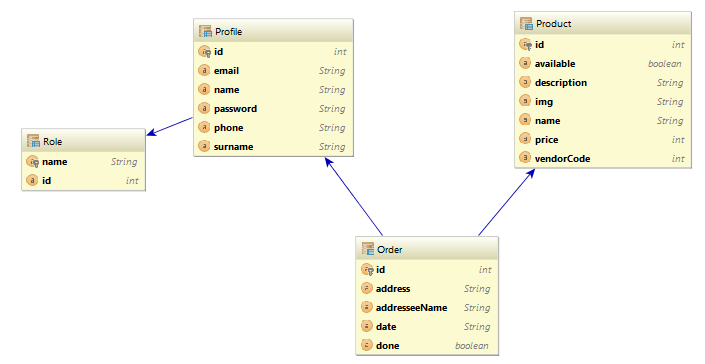 Profile
id int
email String
name String
password String
phone String
surname String
Product
id int
available boolean
description String
img String
name String
price int
vendorCode int
Role
name String
id int
Order
id int
address String
addresseeName String
date String
done boolean